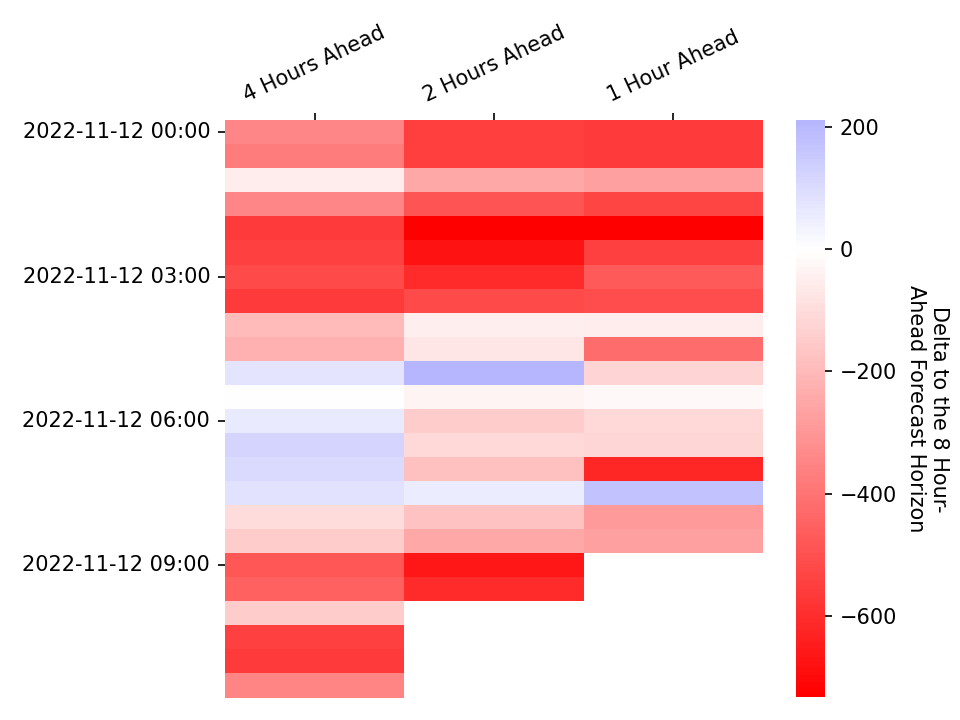 4 Hours Ahead
2 Hours Ahead
1 Hour Ahead
2022-11-12 00:00
2022-11-12 03:00
2022-11-12 06:00
2022-11-12 09:00
200
0
−200
−400
−600
Delta to the 8 Hour-
Ahead Forecast Horizon